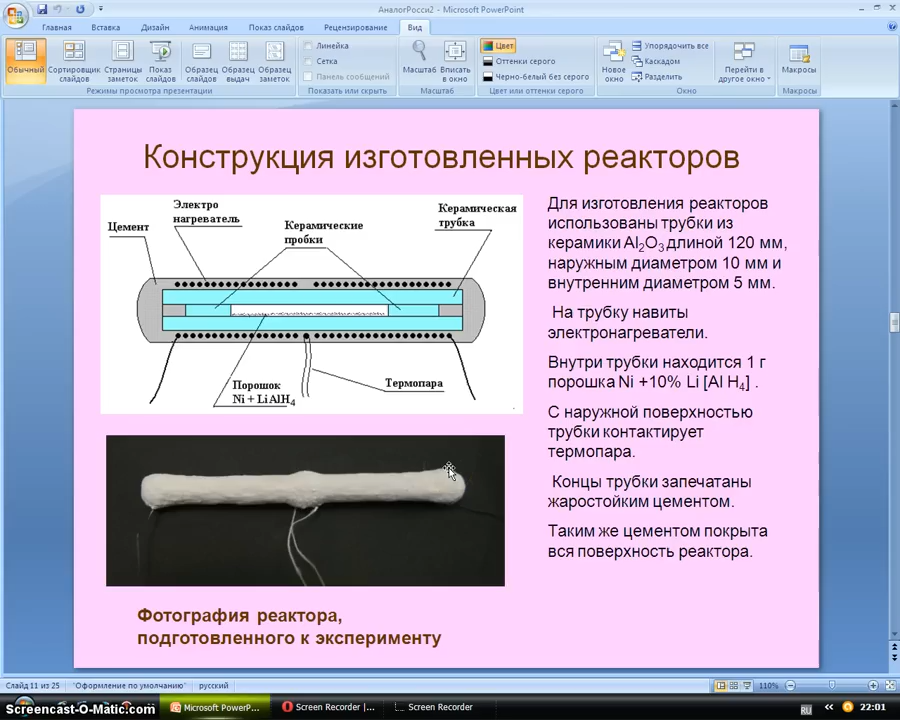 АналогРосси2 - Microsoft PowerPoint
Главная Вставка Дизайн Анимация Показ слайдов Рецензирование Вид
Обычный
Сортировщик слайдов
Страницы заметок
Показ слайдов
Образец слайдов
Образец выдач
Образец заметок
Линейка
Сетка
Панель сообщений
Масштаб
Вписать в окно
Цвет
Оттенки серого
Черно-белый без серого
Новое окно
Упорядочить все
Каскадом
Разделить
Перейти в другое окно
Макросы
Режимы просмотра презентации
Показать или скрыть
Масштаб
Цвет или оттенки серого
Окно
Макросы
Конструкция изготовленных реакторов
Цемент
Электро
нагреватель
Керамические
пробки
Керамическая
трубка
Порошок
Ni + LiAlH4
Термопара
Для изготовления реакторов
использованы трубки из
керамики Al2O3 длиной 120 мм,
наружным диаметром 10 мм и
внутренним диаметром 5 мм.
На трубку навиты
электронагреватели.
Внутри трубки находится 1 г
порошка Ni +10% Li [Al H4] .
С наружной поверхностью
трубки контактирует
термопара.
Концы трубки запечатаны
жаростойким цементом.
Таким же цементом покрыта
вся поверхность реактора.
Фотография реактора,
подготовленного к эксперименту
Слайд 11 из 25 "Оформление по умолчанию" русский 110%
Screencast-O-Matic.com
Microsoft PowerP... Screen Recorder |... Screen Recorder RU 22:01